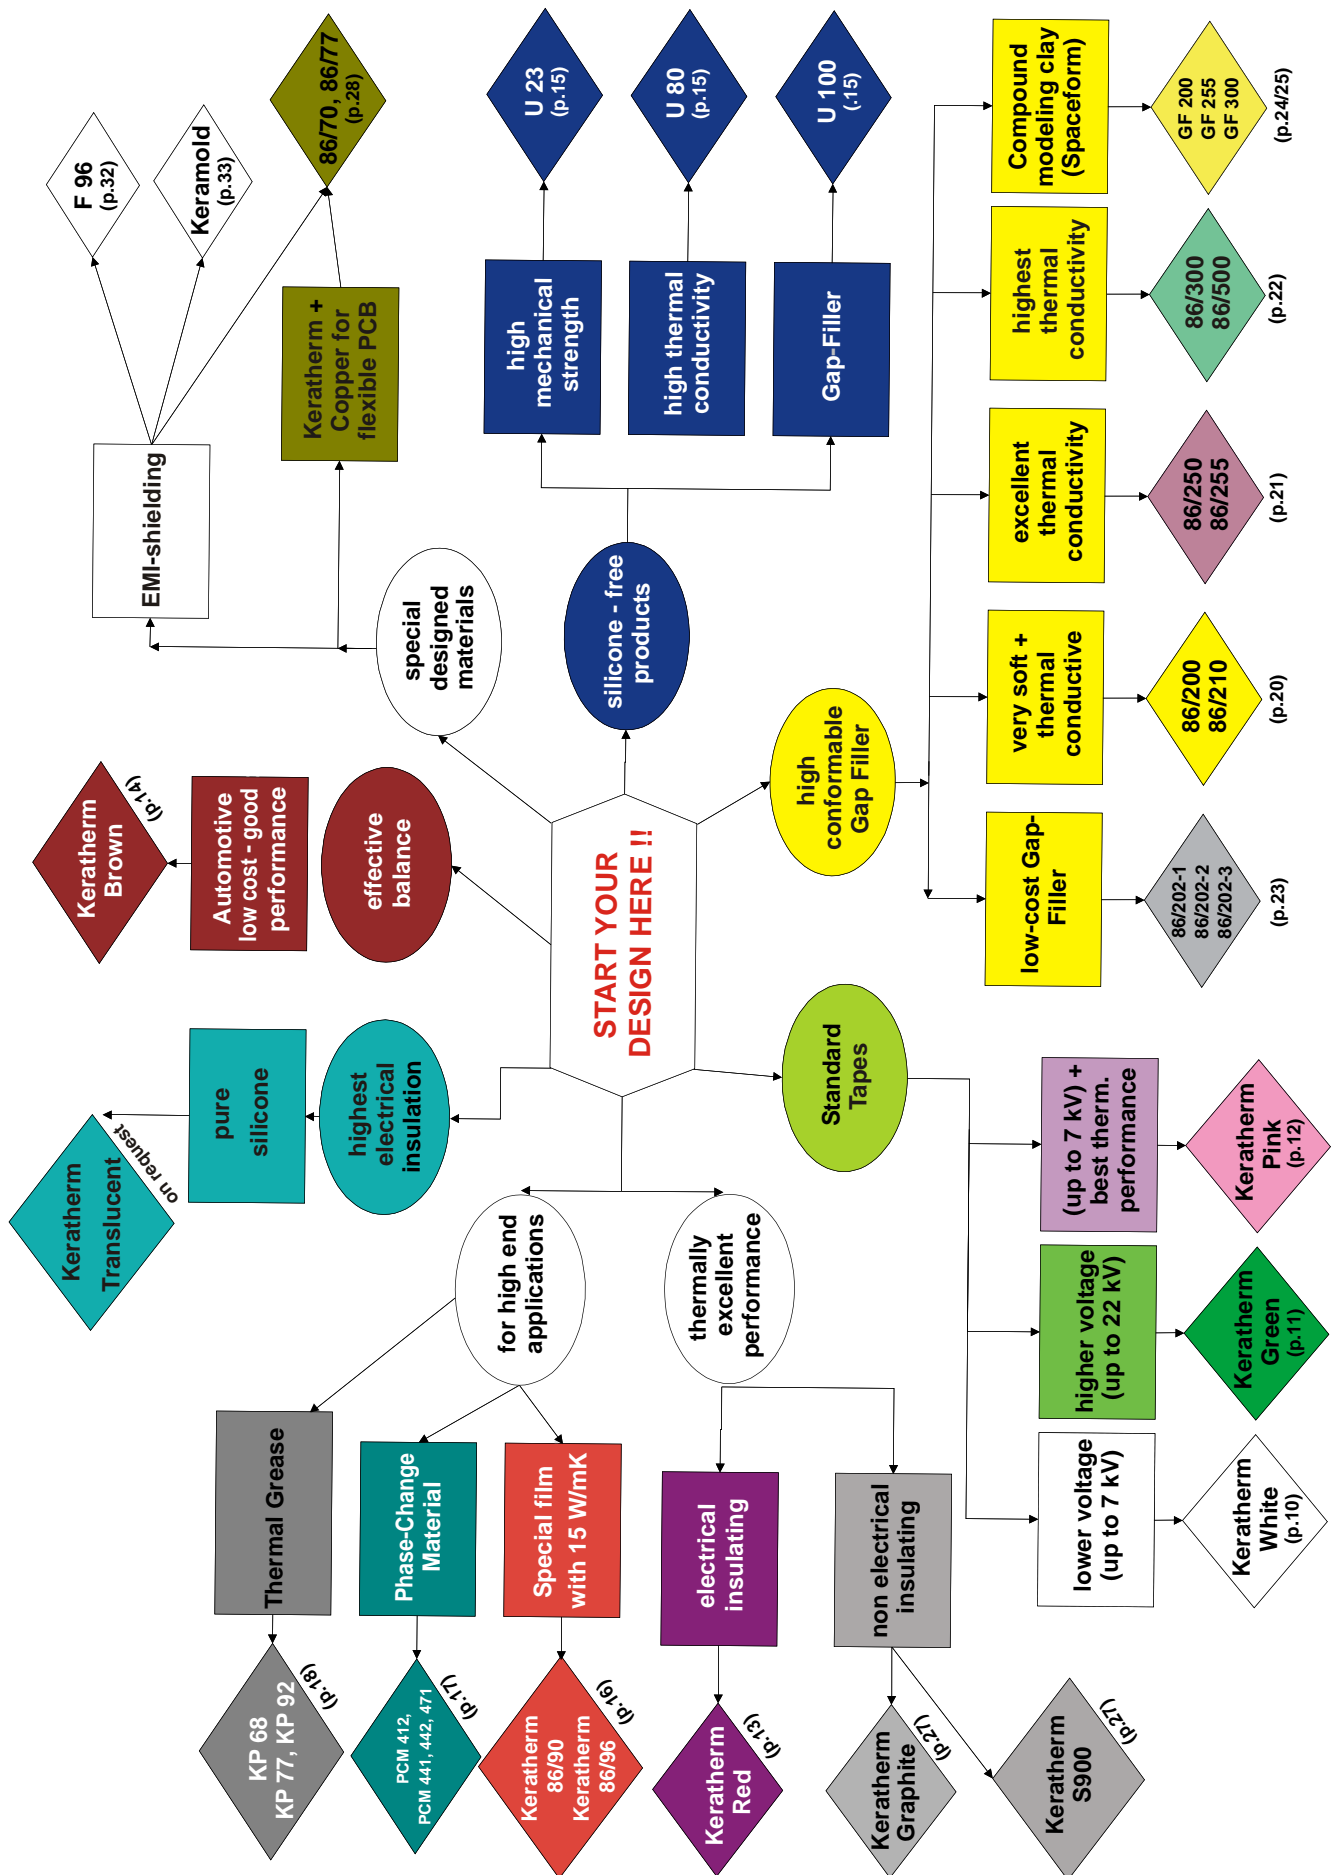 KP 68
KP 77, KP 92
(p.18)
Thermal Grease
PCM 412,
PCM 441, 442, 471
(p.17)
Phase-Change
Material
Keratherm
86/90
Keratherm
86/96
(p.16)
Special film
with 15 W/mK
for high end
applications
Keratherm
Red
(p.13)
electrical
insulating
thermally
excellent
performance
Keratherm
Graphite
(p.27)
non electrical
insulating
Keratherm
S900
(p.27)
Keratherm
Translucent
on request
pure
silicone
highest
electrical
insulation
Keratherm
Brown
(p.14)
Automotive
low cost - good
performance
effective
balance
START YOUR
DESIGN HERE !!
Standard
Tapes
lower voltage
(up to 7 kV)
Keratherm
White
(p.10)
higher voltage
(up to 22 kV)
Keratherm
Green
(p.11)
(up to 7 kV) +
best therm.
performance
Keratherm
Pink
(p.12)
F 96
(p.32)
Keramold
(p.33)
86/70, 86/77
(p.28)
EMI-shielding
Keratherm +
Copper for
flexible PCB
special
designed
materials
silicone - free
products
high
mechanical
strength
U 23
(p.15)
high thermal
conductivity
U 80
(p.15)
Gap-Filler
U 100
(.15)
high
conformable
Gap Filler
low-cost Gap-
Filler
86/202-1
86/202-2
86/202-3
(p.23)
very soft +
thermal
conductive
86/200
86/210
(p.20)
excellent
thermal
conductivity
86/250
86/255
(p.21)
highest
thermal
conductivity
86/300
86/500
(p.22)
Compound
modeling clay
(Spaceform)
GF 200
GF 255
GF 300
(p.24/25)